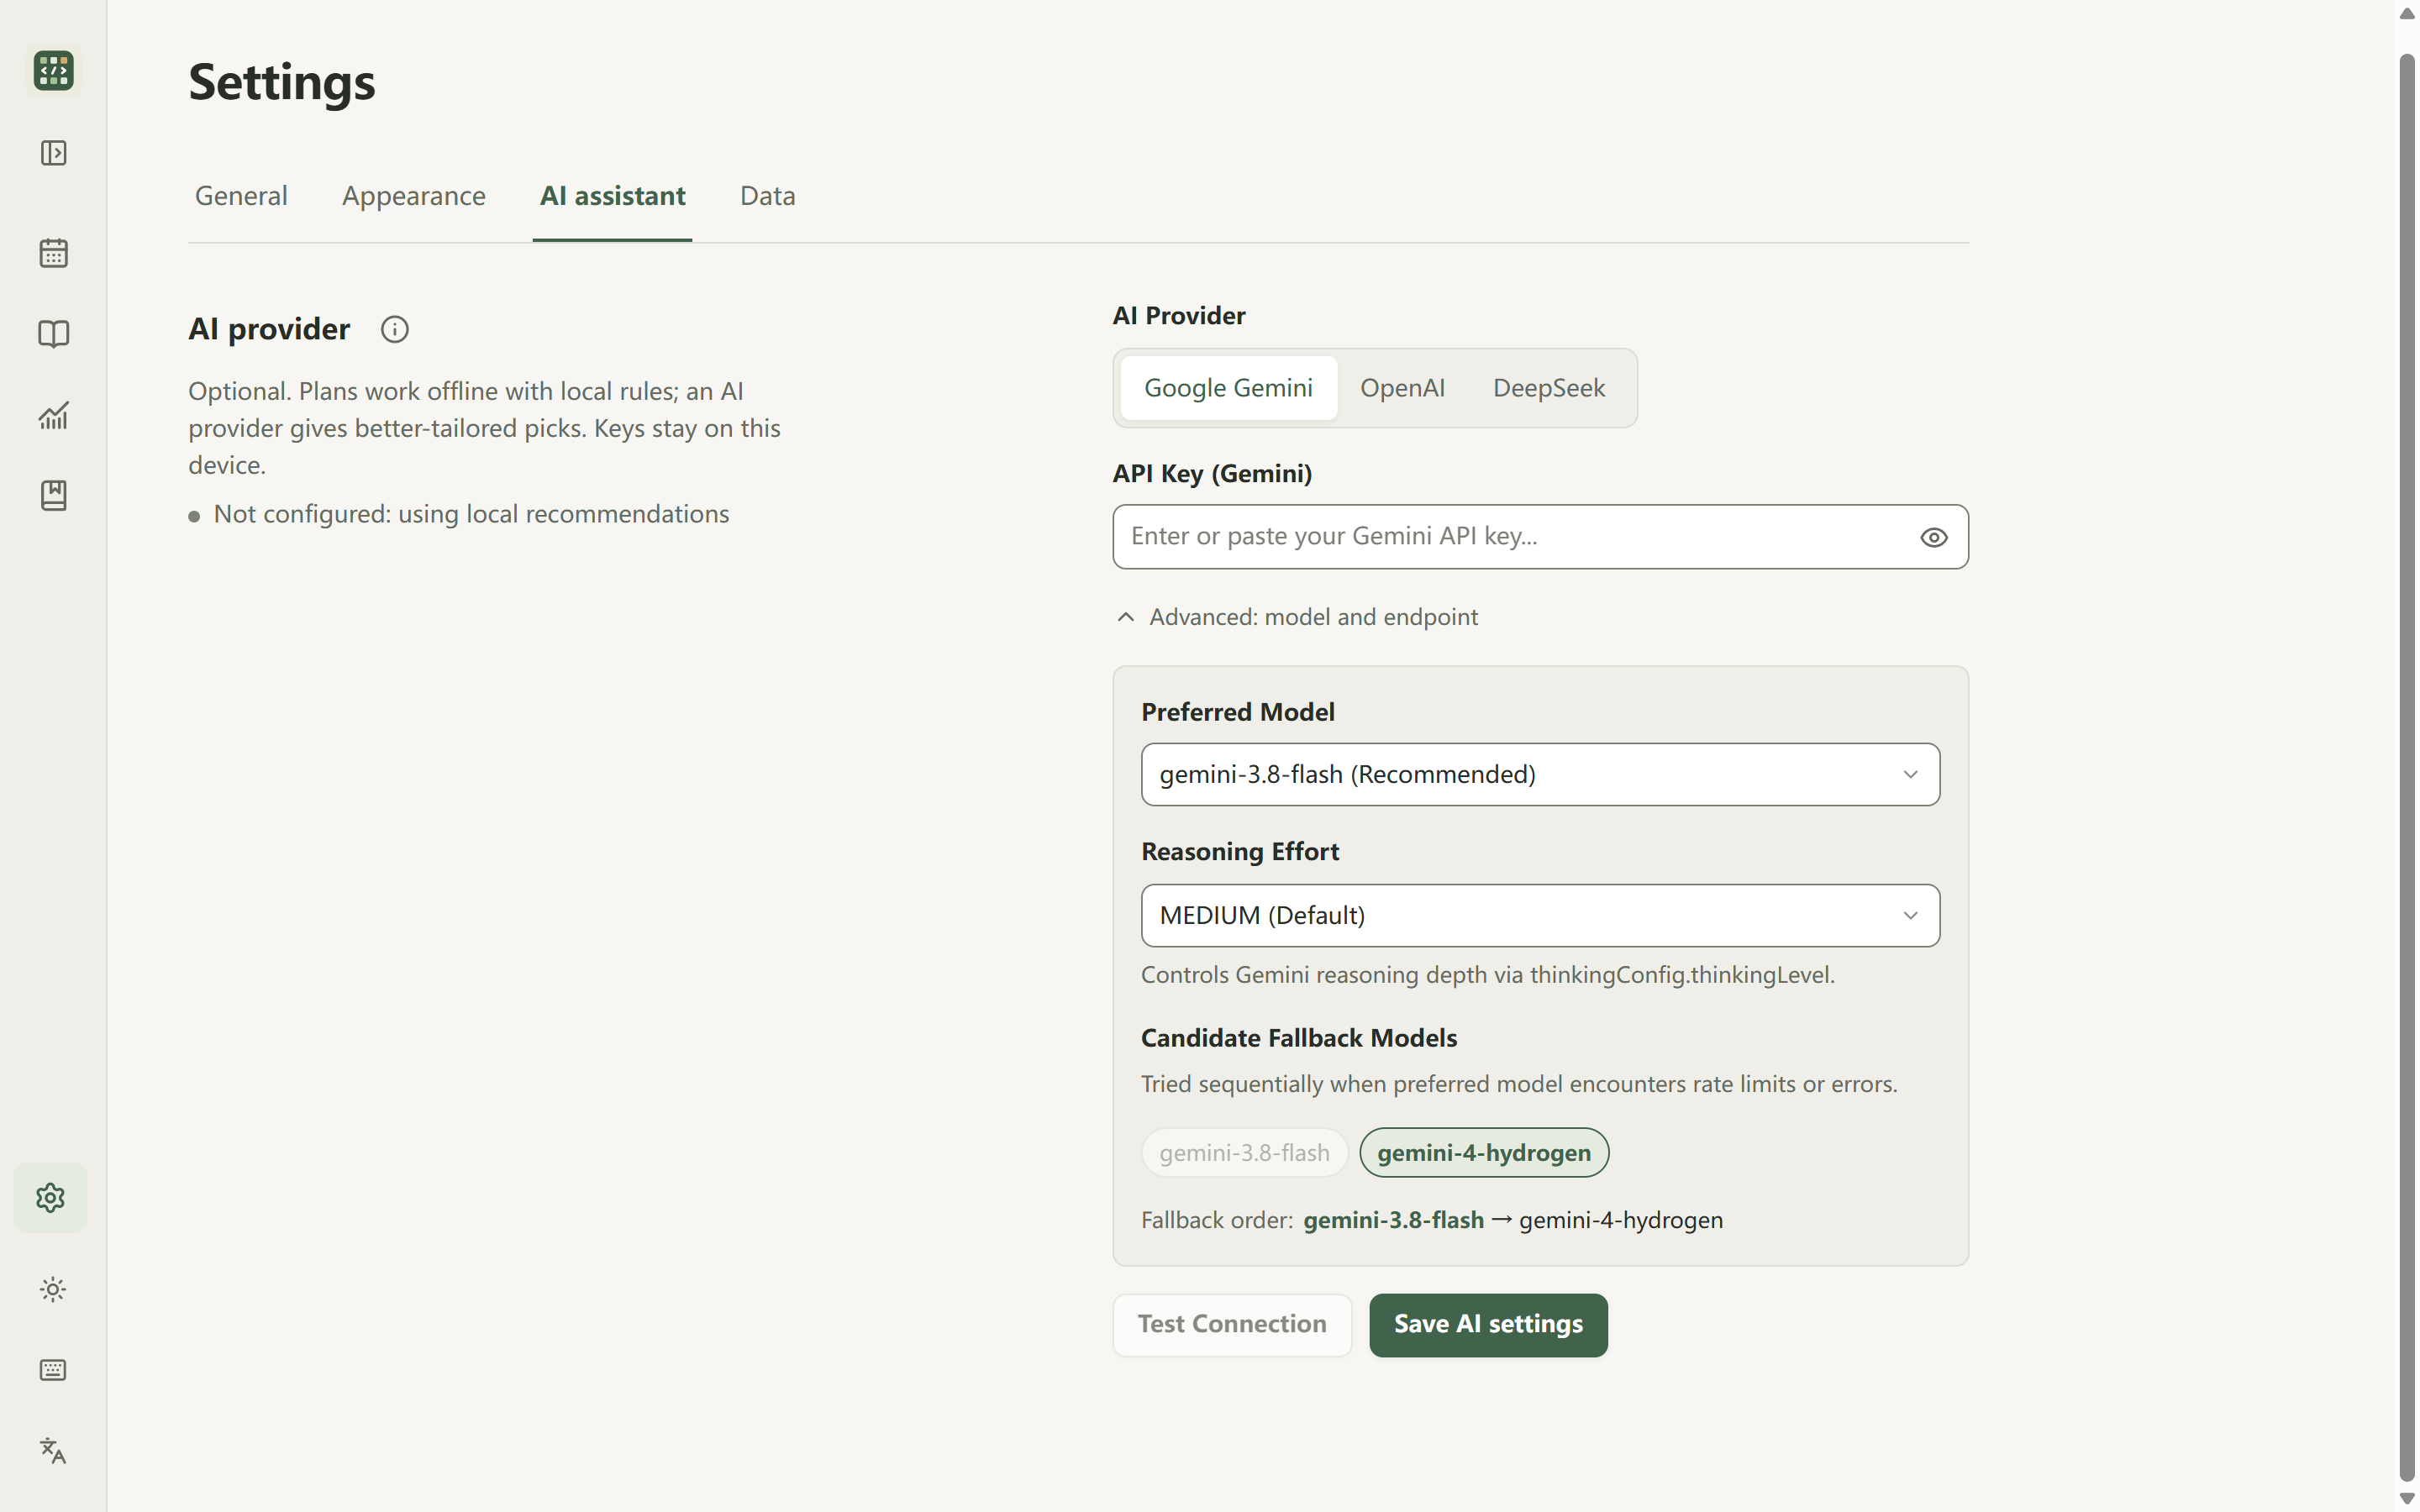 Settings
General
Appearance
AI assistant
Data
AI provider
Optional. Plans work offline with local rules; an AI
provider gives better-tailored picks. Keys stay on this
device.
Not configured: using local recommendations
AI Provider
Google Gemini
OpenAI
DeepSeek
API Key (Gemini)
Enter or paste your Gemini API key...
Advanced: model and endpoint
Preferred Model
gemini-3.8-flash (Recommended)
Reasoning Effort
MEDIUM (Default)
Controls Gemini reasoning depth via thinkingConfig.thinkingLevel.
Candidate Fallback Models
Tried sequentially when preferred model encounters rate limits or errors.
gemini-3.8-flash
gemini-4-hydrogen
Fallback order: gemini-3.8-flash → gemini-4-hydrogen
Test Connection
Save AI settings